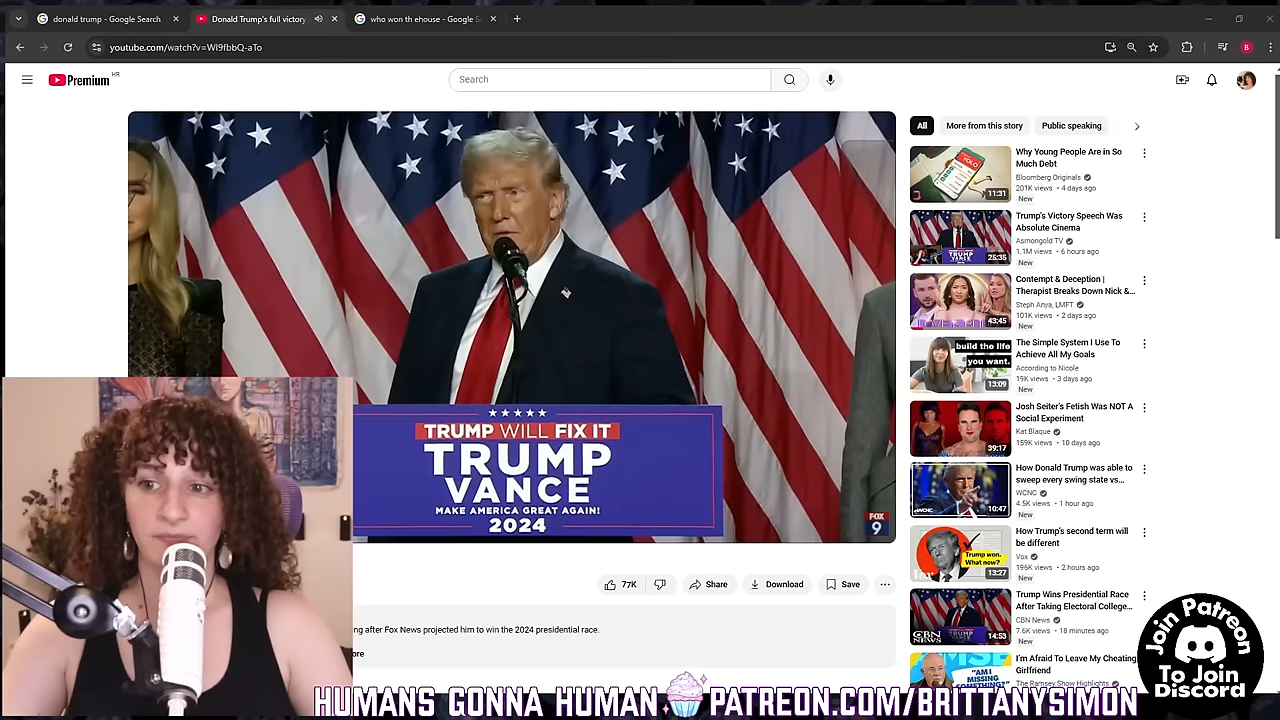 donald trump - Google Search
Donald Trump's full victory
who won th ehouse - Google S
youtube.com/watch?v=Wl9fbbQ-aTo
B
Premium HR
Search
All
More from this story
Public speaking
YOLO
11:31
Why Young People Are in So
Much Debt
Bloomberg Originals
201K views • 4 days ago
New
25:35
Trump's Victory Speech Was
Absolute Cinema
Asmongold TV
1.1M views • 6 hours ago
New
43:45
Contempt & Deception |
Therapist Breaks Down Nick &...
Steph Anya, LMFT
101K views • 2 days ago
New
build the life
you want.
13:09
The Simple System I Use To
Achieve All My Goals
According to Nicole
19K views • 3 days ago
New
39:17
Josh Seiter's Fetish Was NOT A
Social Experiment
Kat Blaque
159K views • 10 days ago
WCNC
10:47
How Donald Trump was able to
sweep every swing state vs...
WCNC
4.5K views • 1 hour ago
New
Trump won.
What now?
13:27
How Trump's second term will
be different
Vox
196K views • 2 hours ago
New
CBN
NEWS
14:53
Trump Wins Presidential Race
After Taking Electoral College...
CBN News
7.6K views • 18 minutes ago
New
"AM I
MISSING
SOMETHING?"
I'm Afraid To Leave My Cheating
Girlfriend
The Ramsey Show Highlights
TRUMP WILL FIX IT
TRUMP
VANCE
MAKE AMERICA GREAT AGAIN!
2024
FOX
9
77K
Share
Download
Save
ng after Fox News projected him to win the 2024 presidential race.
ore
Join Patreon
To Join
Discord
HUMANS GONNA HUMAN PATREON.COM/BRITTANYSIMON